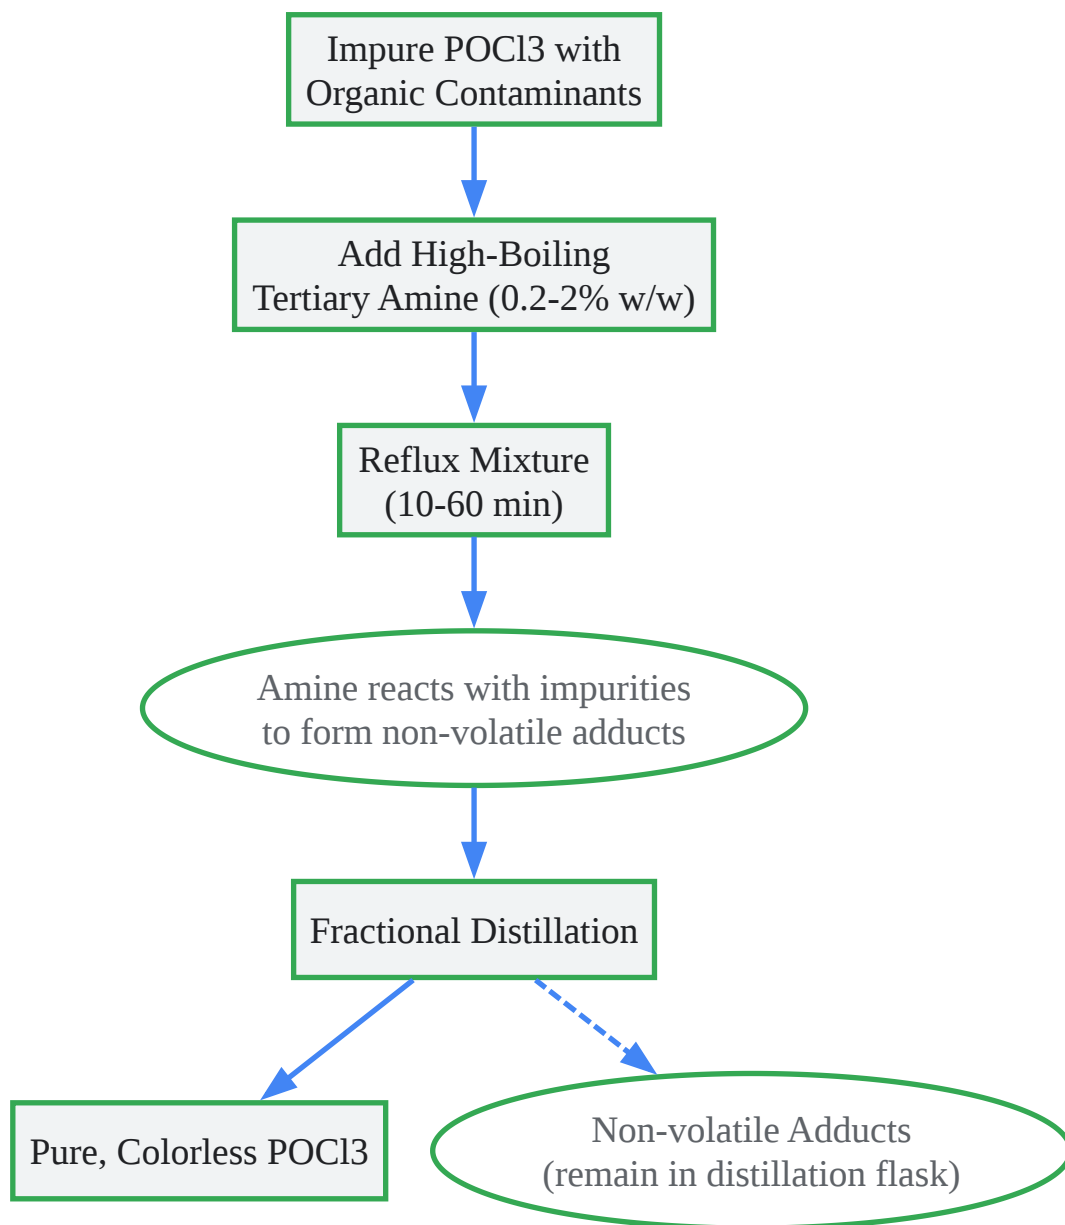 Impure POCl3 with
Organic Contaminants
Add High-Boiling
Tertiary Amine (0.2-2% w/w)
Reflux Mixture
(10-60 min)
Amine reacts with impurities
to form non-volatile adducts
Fractional Distillation
Pure, Colorless POCl3
Non-volatile Adducts
(remain in distillation flask)